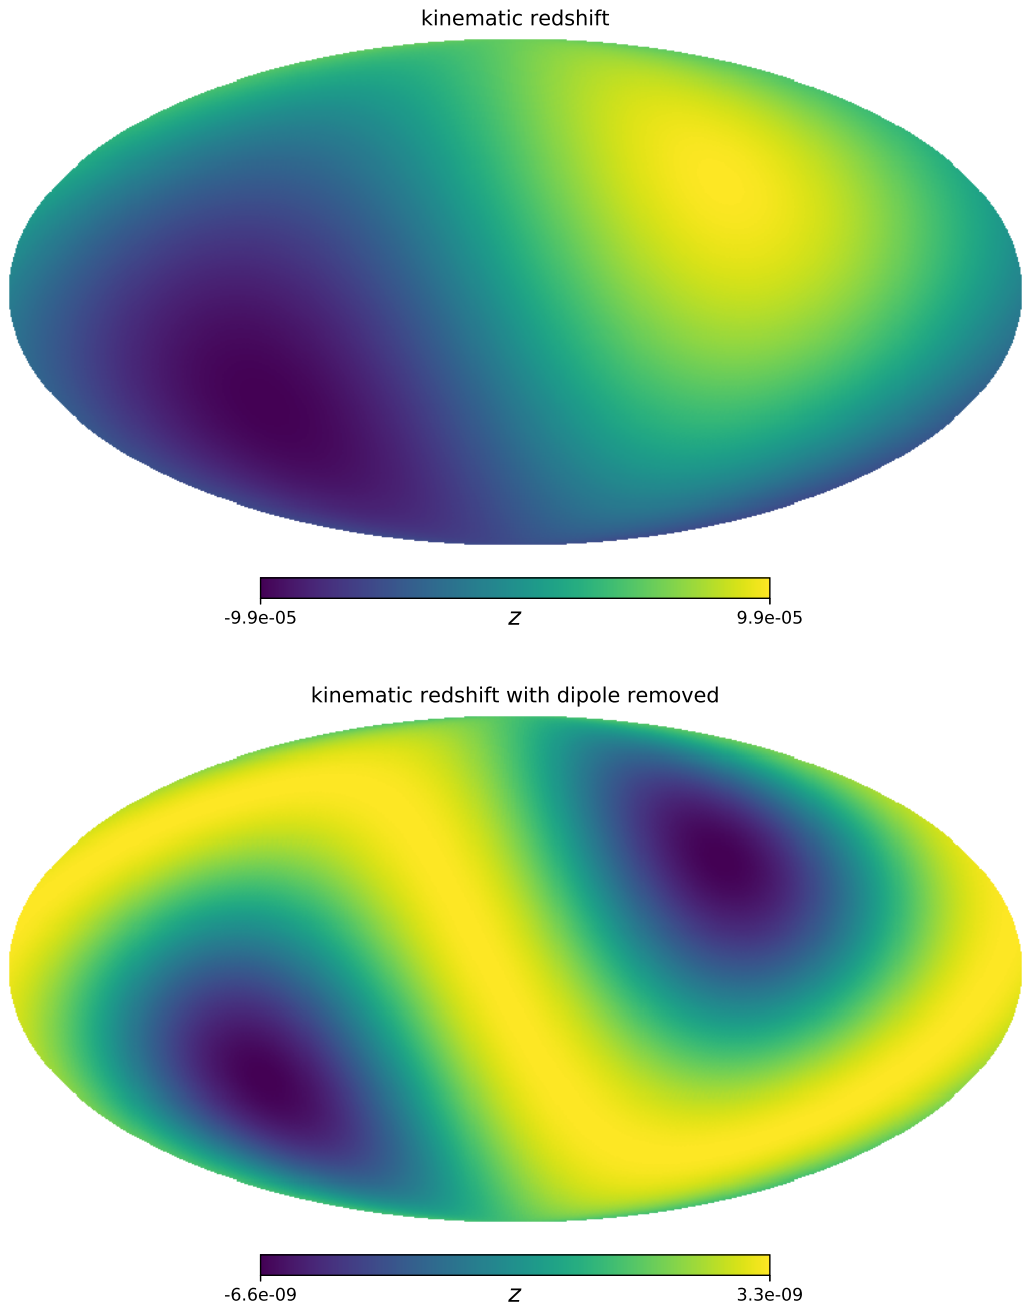 kinematic redshift
-9.9e-05 z 9.9e-05
kinematic redshift with dipole removed
-6.6e-09 z 3.3e-09